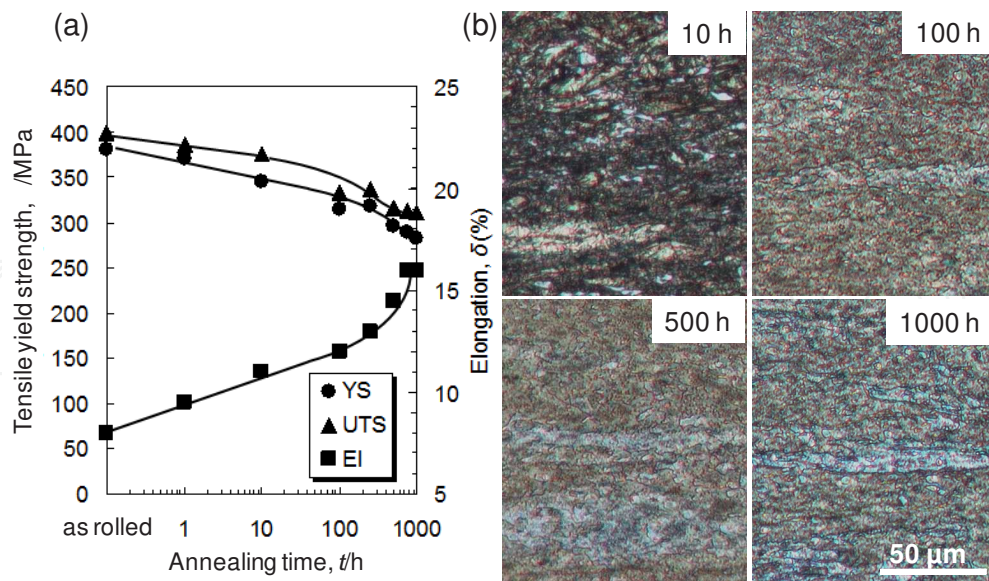 (a)
450
400
350
300
250
200
150
100
50
0
Tensile yield strength, /MPa
25
20
15
10
5
Elongation, δ(%)
YS
UTS
EI
as rolled 1 10 100 1000
Annealing time, t/h
(b)
10 h
100 h
500 h
1000 h
50 µm